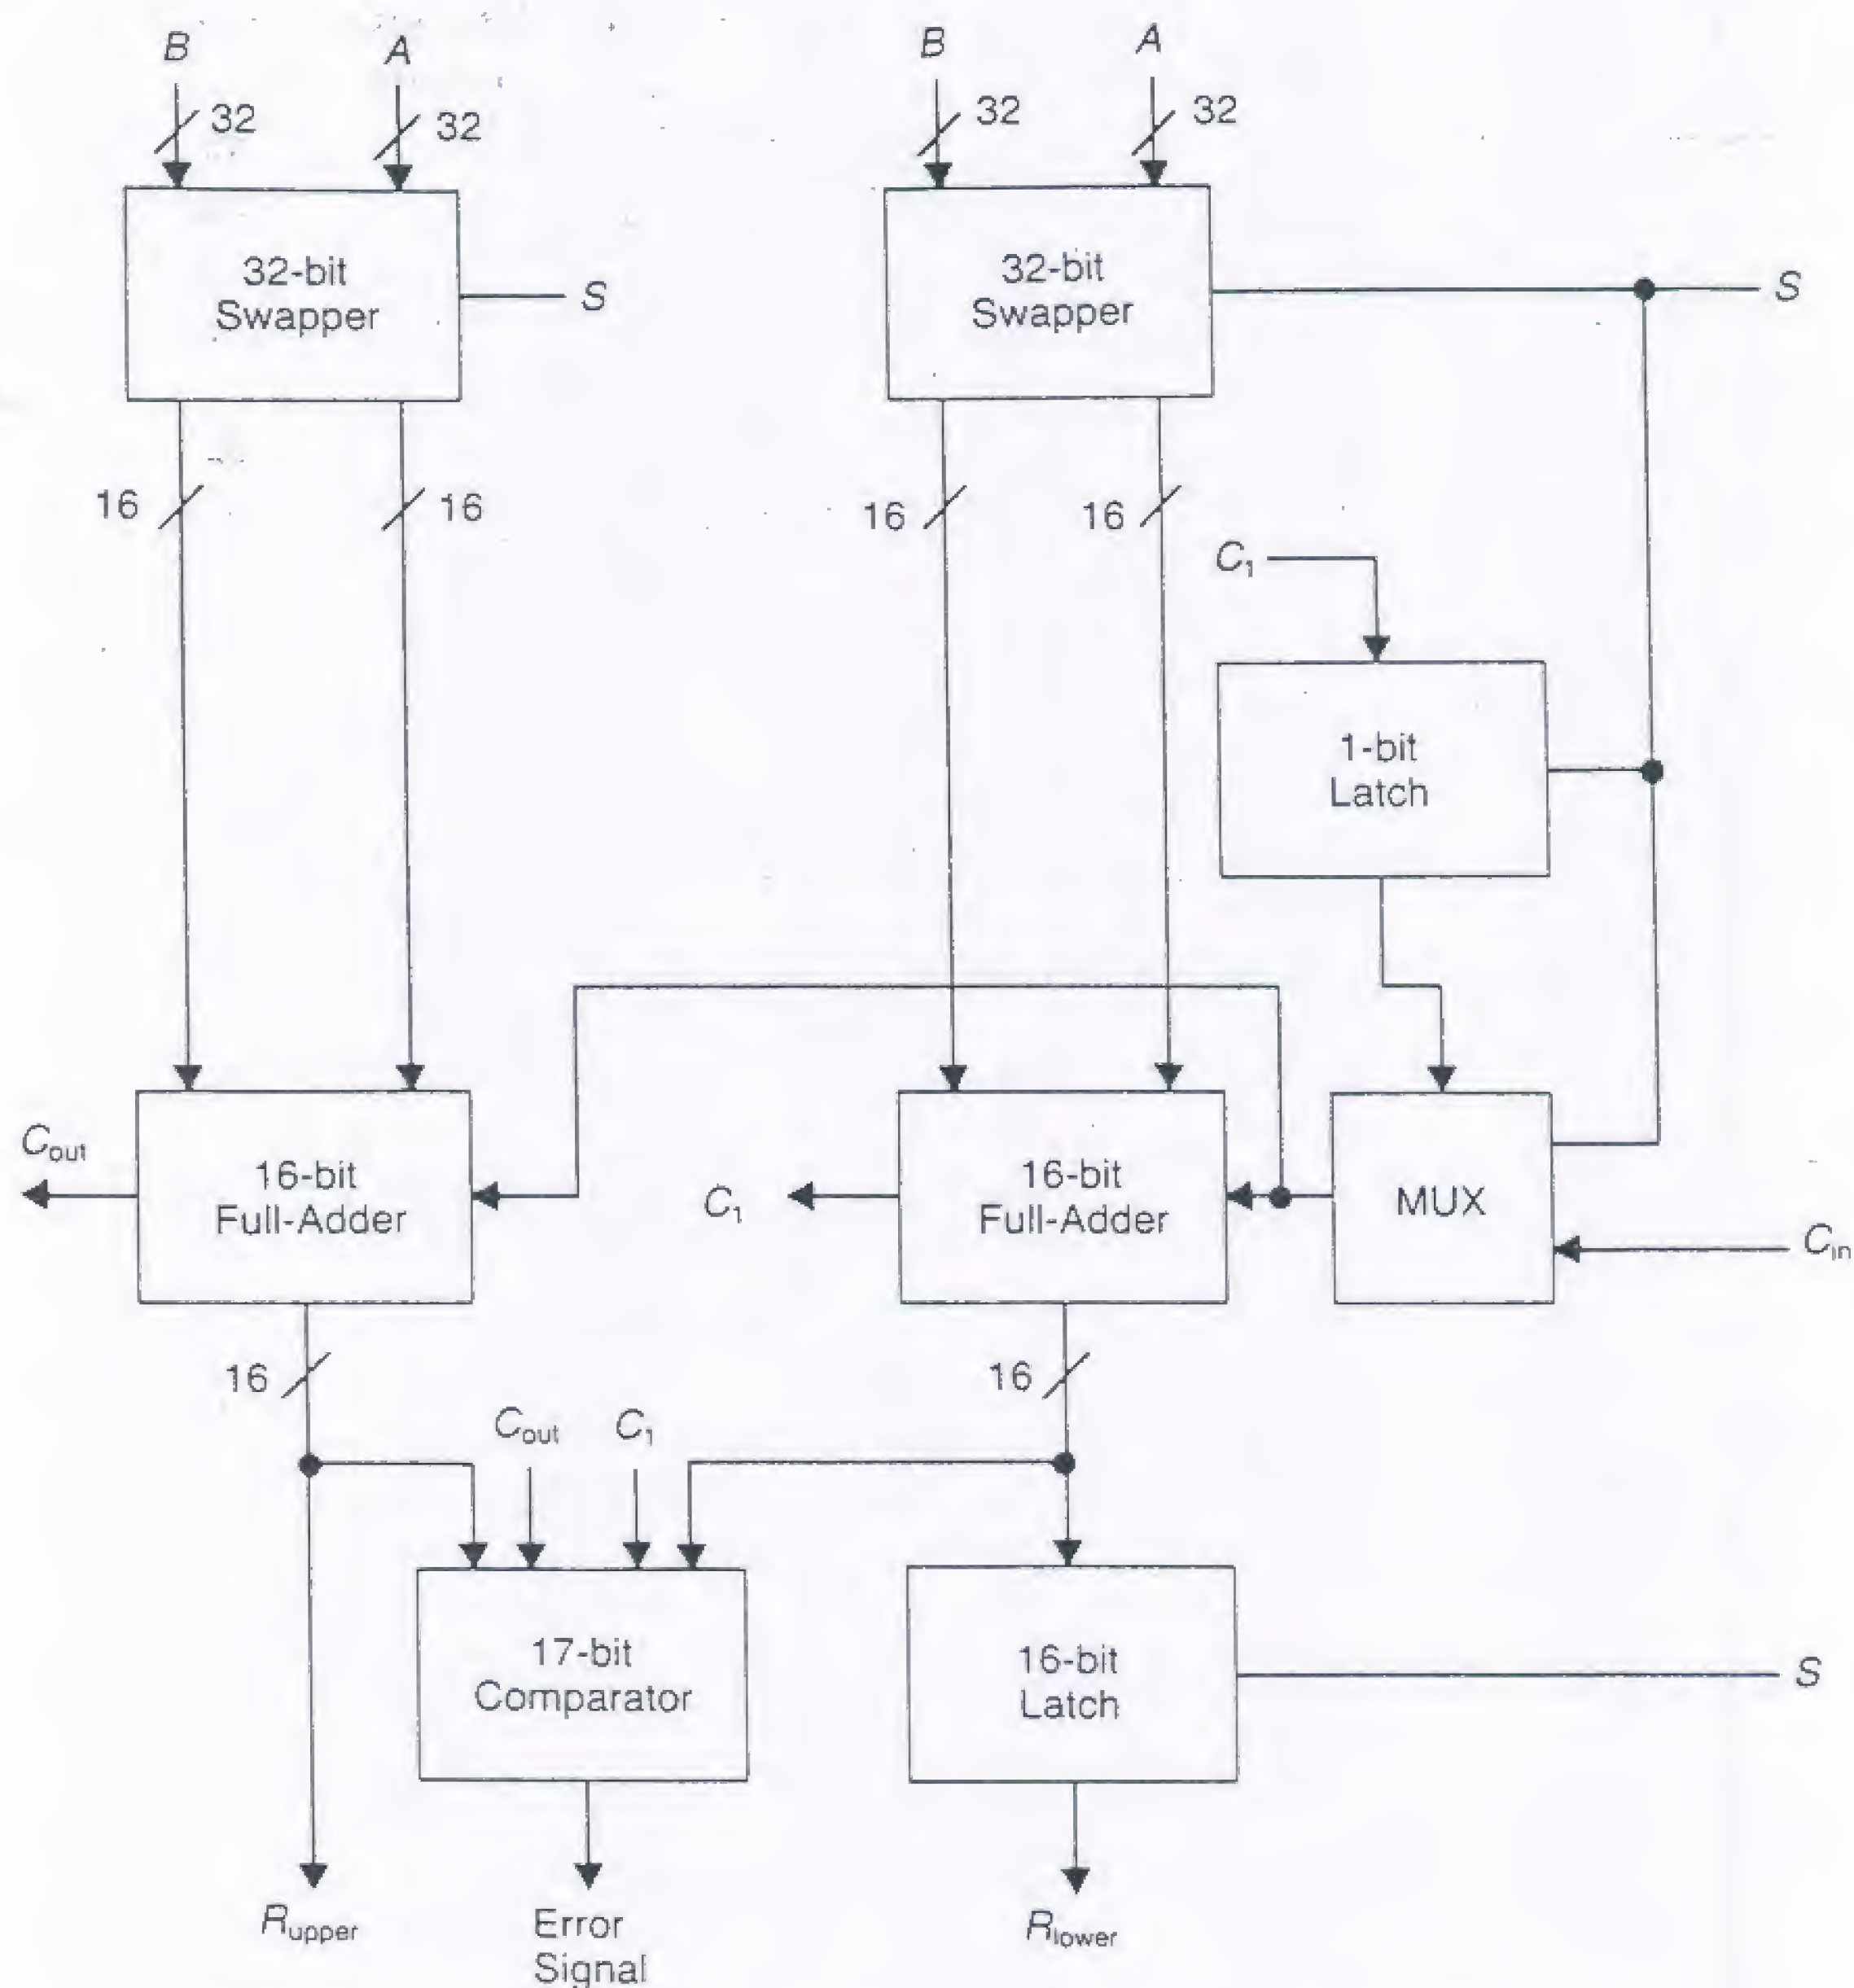 B
A
B
A
32
32
32
32
32-bit
Swapper
S
32-bit
Swapper
S
16
16
16
16
C₁
1-bit
Latch
Cout
16-bit
Full-Adder
C₁
16-bit
Full-Adder
MUX
Cin
16
16
Cout
C₁
17-bit
Comparator
16-bit
Latch
S
Rupper
Error
Signal
Rlower